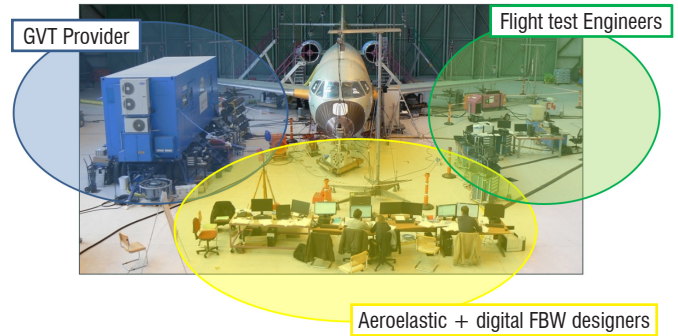 GVT Provider
Flight test Engineers
Aeroelastic + digital FBW designers